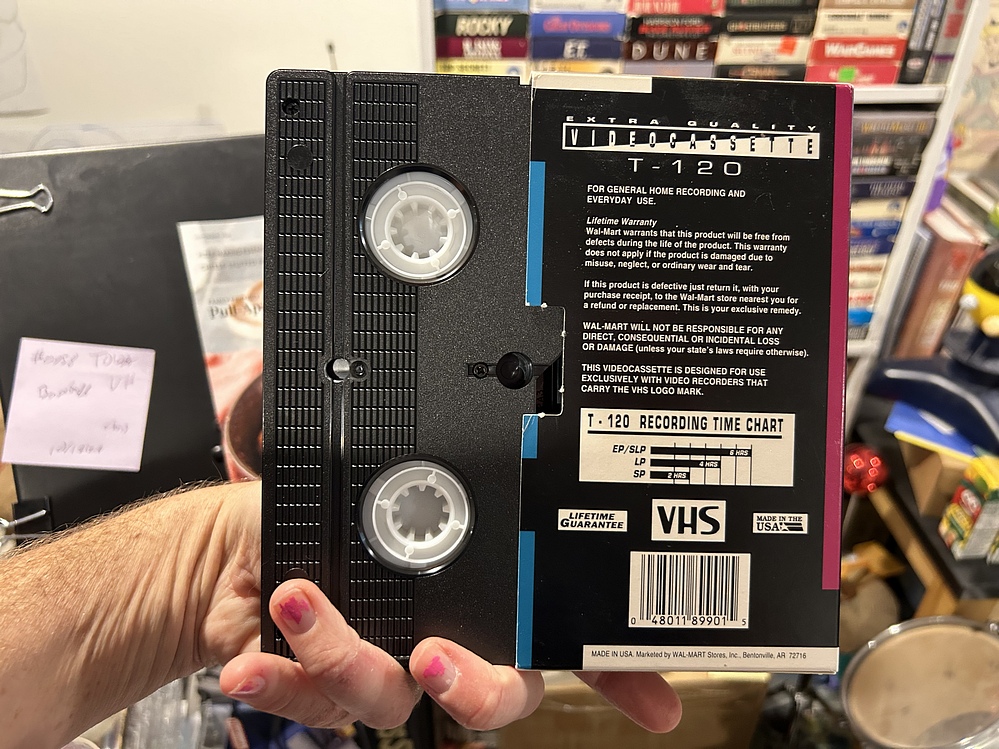 ROCKY
ET
DUNE
WARGAMES
EXTRA QUALITY
VIDEOCASSETTE
T-120
FOR GENERAL HOME RECORDING AND
EVERYDAY USE.
Lifetime Warranty
Wal-Mart warrants that this product will be free from
defects during the life of the product. This warranty
does not apply if the product is damaged due to
misuse, neglect, or ordinary wear and tear.
If this product is defective just return it, with your
purchase receipt, to the Wal-Mart store nearest you for
a refund or replacement. This is your exclusive remedy.
WAL-MART WILL NOT BE RESPONSIBLE FOR ANY
DIRECT, CONSEQUENTIAL OR INCIDENTAL LOSS
OR DAMAGE (unless your state's laws require otherwise).
THIS VIDEOCASSETTE IS DESIGNED FOR USE
EXCLUSIVELY WITH VIDEO RECORDERS THAT
CARRY THE VHS LOGO MARK.
T-120 RECORDING TIME CHART
EP/SLP 6 HRS
LP 4 HRS
SP 2 HRS
LIFETIME
GUARANTEE
VHS
MADE IN THE
USA
0 48011 89901 5
MADE IN USA. Marketed by WAL-MART Stores, Inc., Bentonville, AR 72716